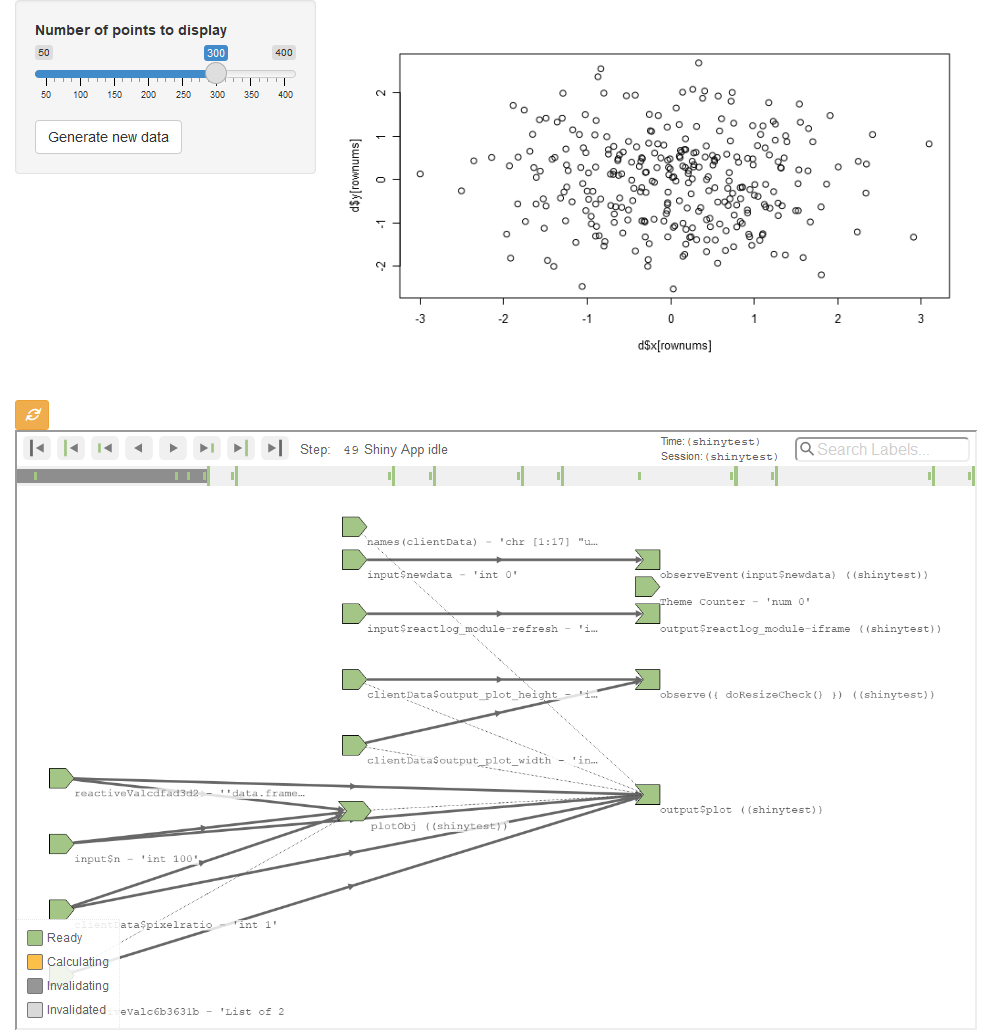 Number of points to display
50 300 400
50 100 150 200 250 300 350 400
Generate new data
2
1
0
-1
-2
d$y[rownums]
-3 -2 -1 0 1 2 3
d$x[rownums]
Step: 49 Shiny App idle
Time: (shinytest)
Session: (shinytest)
Search Labels...
names(clientData) - 'chr [1:17] "u…
input$newdata - 'int 0'
observeEvent(input$newdata) ((shinytest))
Theme Counter - 'num 0'
input$reactlog_module-refresh - 'i…
output$reactlog_module-iframe ((shinytest))
clientData$output_plot_height - 'i…
observe({ doResizeCheck() }) ((shinytest))
clientData$output_plot_width - 'in…
reactiveValcdfad3d2 - ''data.frame…
output$plot ((shinytest))
plotObj ((shinytest))
input$n - 'int 100'
clientData$pixelratio - 'int 1'
Ready
Calculating
Invalidating
Invalidated
veValc6b3631b - 'List of 2